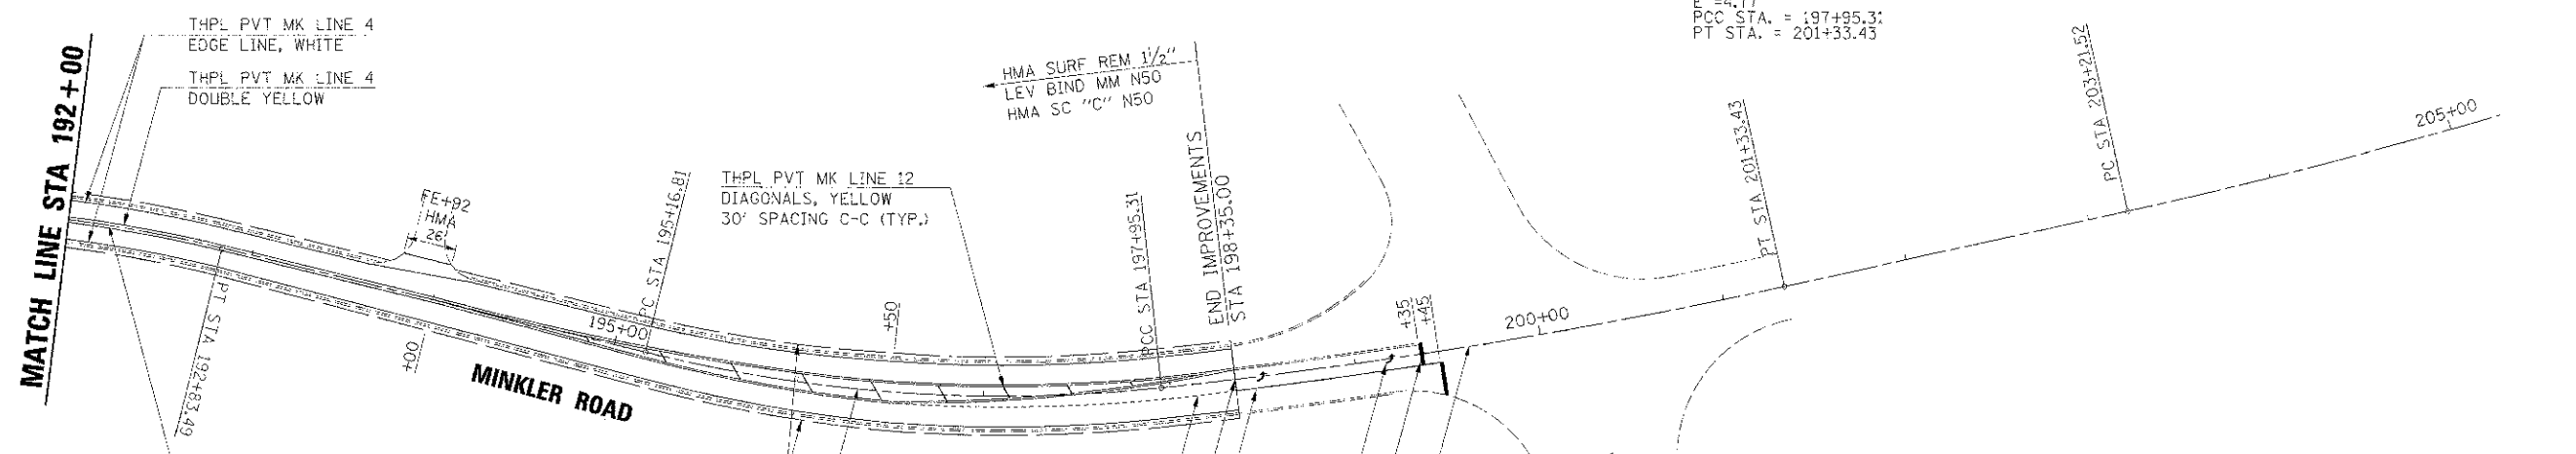 THPL PVT MK LINE 4
EDGE LINE, WHITE
THPL PVT MK LINE 4
DOUBLE YELLOW
MATCH LINE STA 192+00
FE+92
HMA
26'
PT STA 192+83.49
+00
MINKLER ROAD
195+00
PC STA 195+16.81
THPL PVT MK LINE 12
DIAGONALS, YELLOW
30' SPACING C-C (TYP.)
+50
HMA SURF REM 1½"
LEV BIND MM N50
HMA SC "C" N50
PCC STA 197+95.31
END IMPROVEMENTS
STA 198+35.00
+35
+45
200+00
E =4.77
PCC STA. = 197+95.31
PT STA. = 201+33.43
PT STA 201+33.43
PC STA 203+21.52
205+00